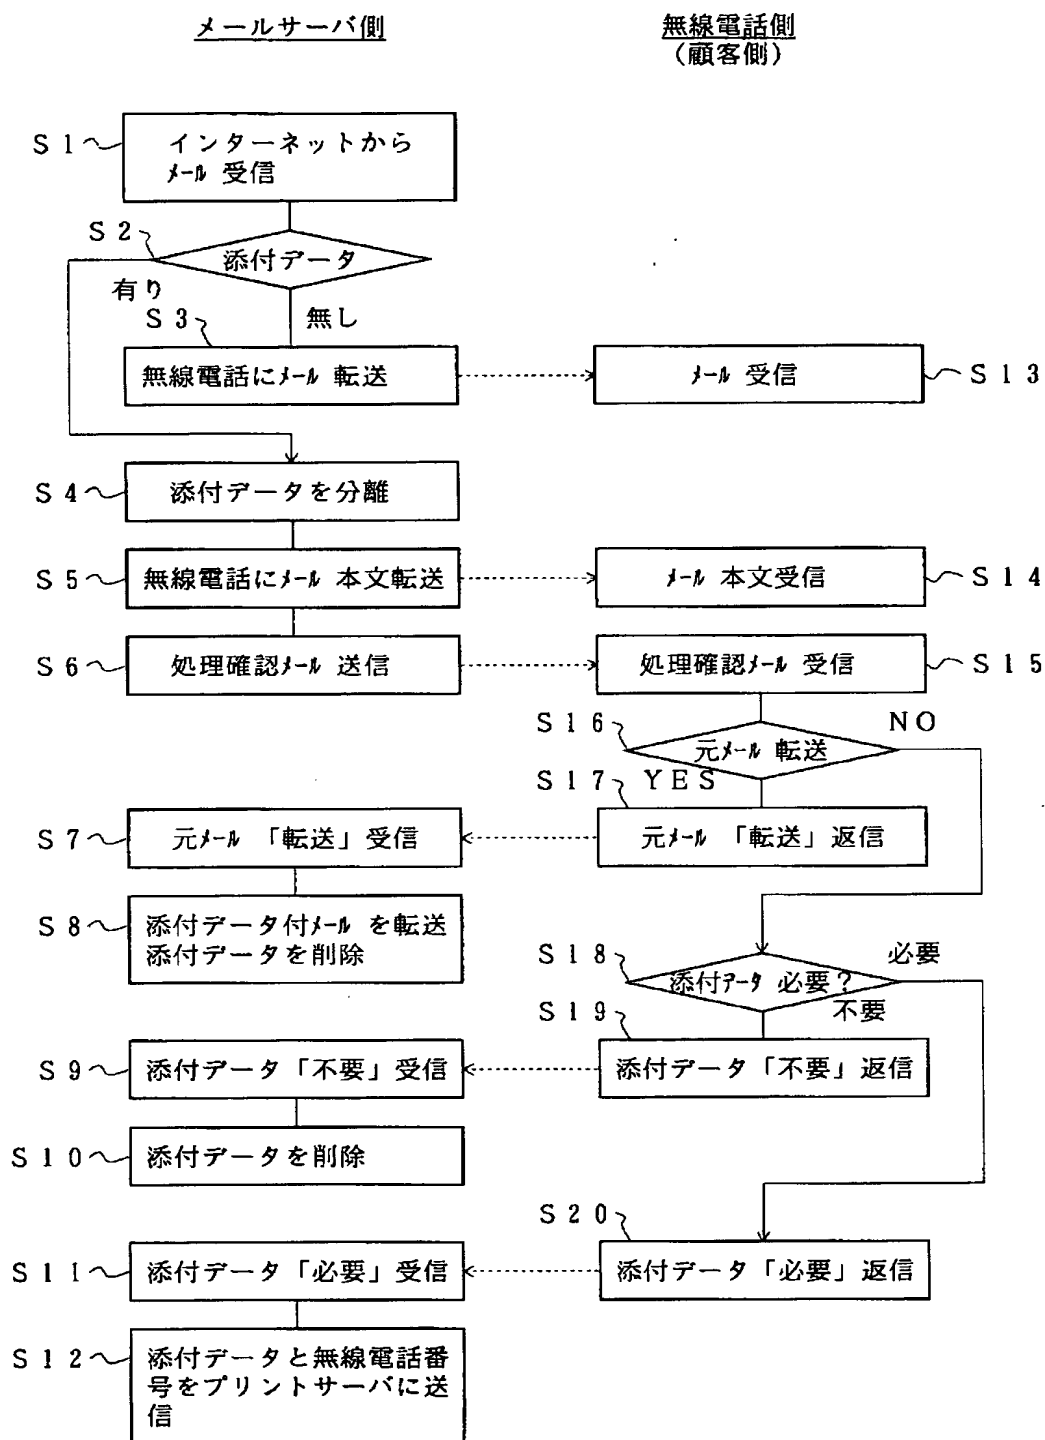 メールサーバ側
無線電話側
(顧客側)
S1
インターネットから
メール 受信
S2
添付データ
有り
無し
S3
無線電話にメール 転送
メール 受信
S13
S4
添付データを分離
S5
無線電話にメール 本文転送
メール 本文受信
S14
S6
処理確認メール 送信
処理確認メール 受信
S15
S16
元メール 転送
NO
YES
S17
S7
元メール 「転送」受信
元メール 「転送」返信
S8
添付データ付メール を転送
添付データを削除
S18
添付データ 必要?
必要
不要
S19
S9
添付データ「不要」受信
添付データ「不要」返信
S10
添付データを削除
S20
S11
添付データ「必要」受信
添付データ「必要」返信
S12
添付データと無線電話番
号をプリントサーバに送
信